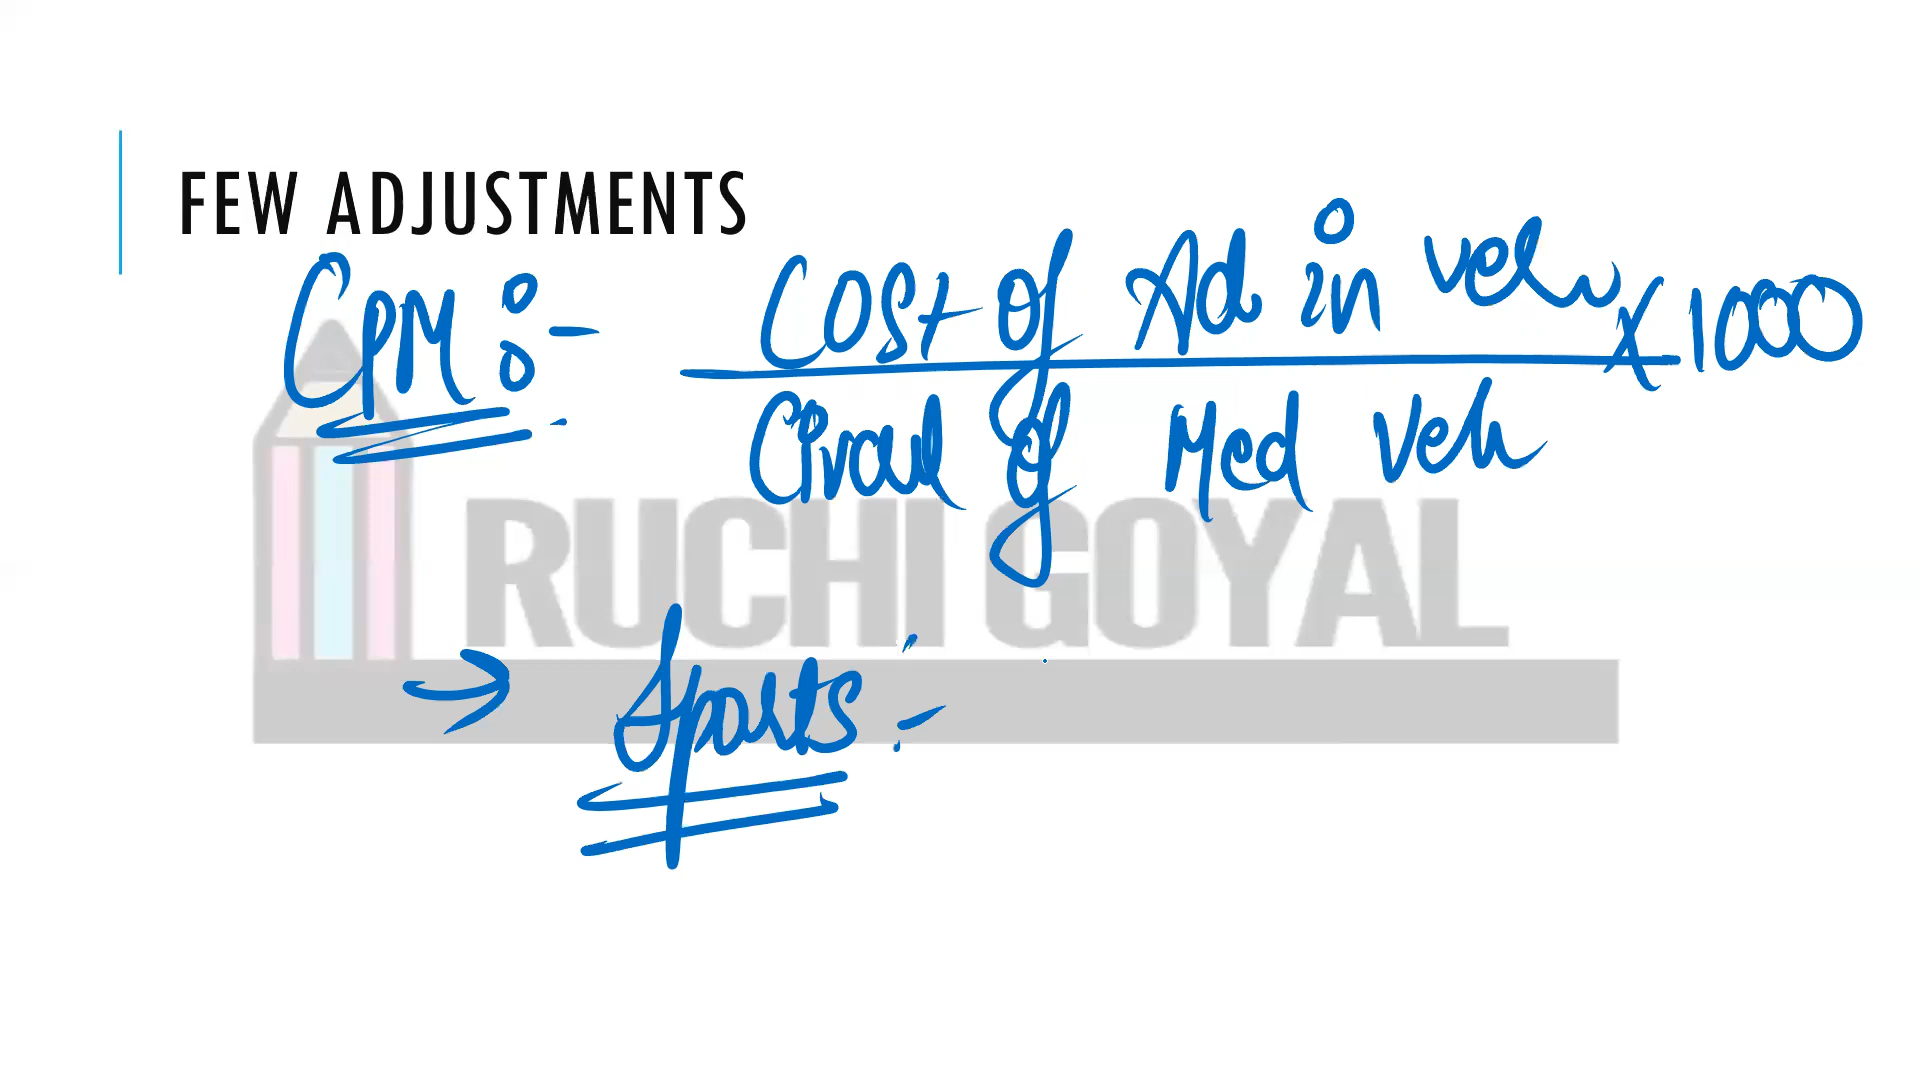 FEW ADJUSTMENTS
CPM :- Cost of Ad in veh x 1000
Circul of Med Veh
RUCHI GOYAL
→ Sports :-